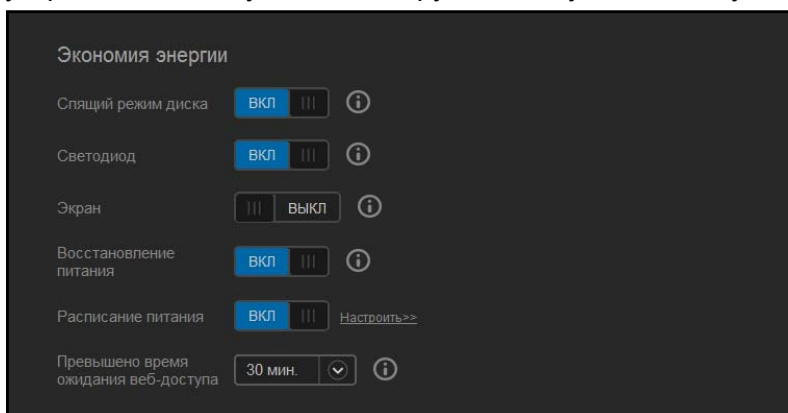 Экономия энергии
Спящий режим диска ВКЛ
Светодиод ВКЛ
Экран ВЫКЛ
Восстановление
питания ВКЛ
Расписание питания ВКЛ Настроить>>
Превышено время
ожидания веб-доступа 30 мин.